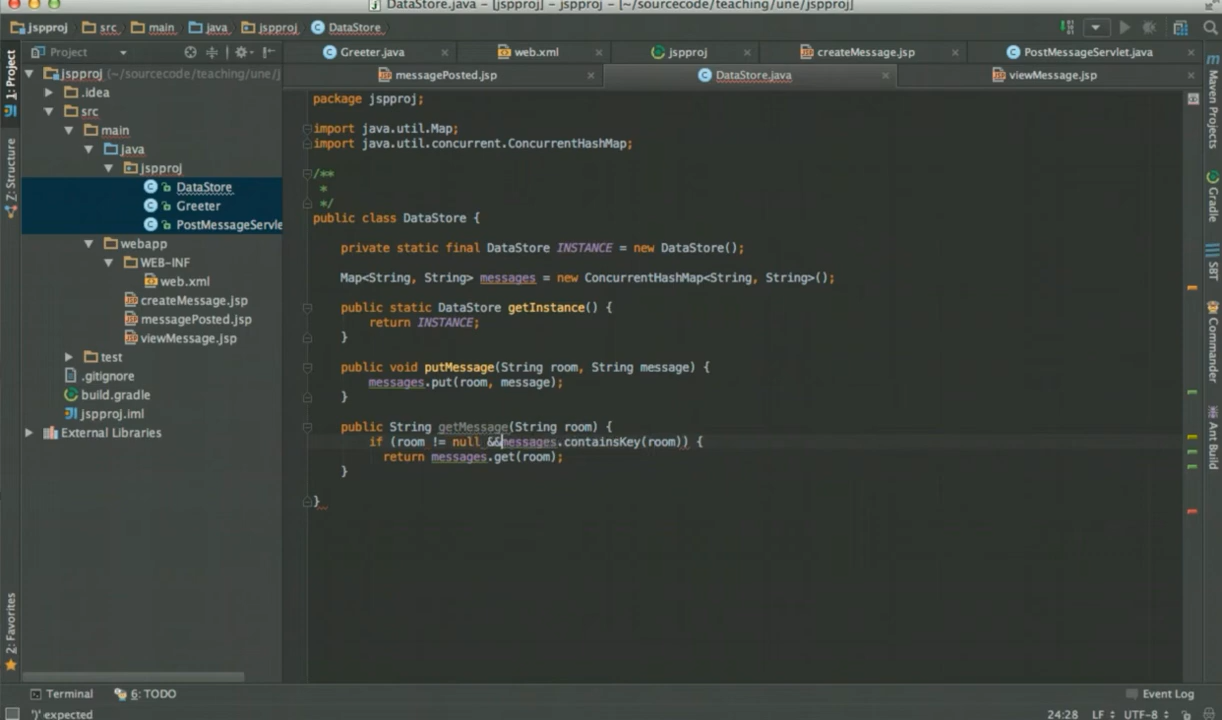 DataStore.java – [jspproj] – jspproj – [~/sourcecode/teaching/une/jspproj]
jspproj src main java jspproj DataStore
Project
Greeter.java web.xml jspproj createMessage.jsp PostMessageServlet.java
messagePosted.jsp DataStore.java viewMessage.jsp
1: Project
Z: Structure
2: Favorites
jspproj (~/sourcecode/teaching/une/j
.idea
src
main
java
jspproj
DataStore
Greeter
PostMessageServle
webapp
WEB-INF
web.xml
createMessage.jsp
messagePosted.jsp
viewMessage.jsp
test
.gitignore
build.gradle
jspproj.iml
External Libraries
package jspproj;
import java.util.Map;
import java.util.concurrent.ConcurrentHashMap;
/**
*
*/
public class DataStore {
private static final DataStore INSTANCE = new DataStore();
Map<String, String> messages = new ConcurrentHashMap<String, String>();
public static DataStore getInstance() {
return INSTANCE;
}
public void putMessage(String room, String message) {
messages.put(room, message);
}
public String getMessage(String room) {
if (room != null &&messages.containsKey(room)) {
return messages.get(room);
}
}
Maven Projects
Gradle
SBT
Commander
Ant Build
Terminal 6: TODO Event Log
')' expected 24:28 LF UTF-8